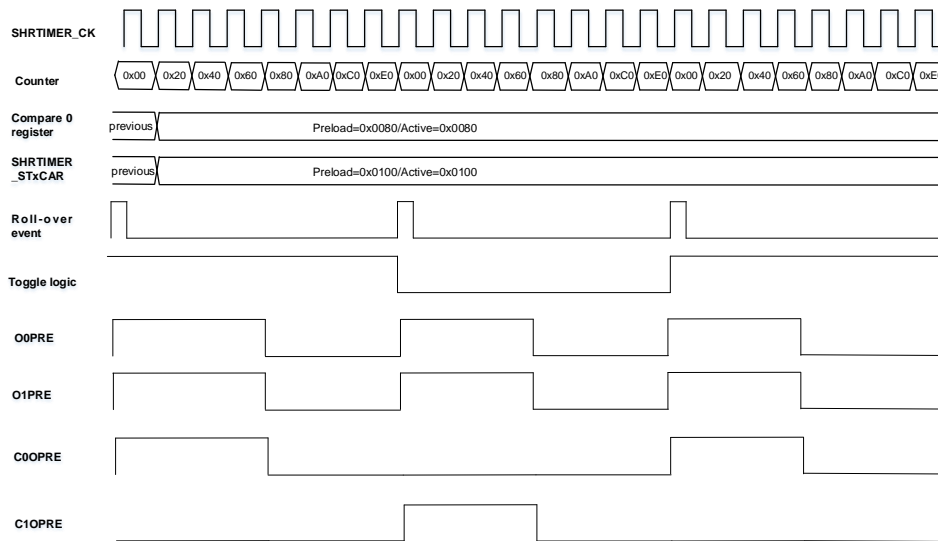 SHRTIMER_CK
Counter 0x00 0x20 0x40 0x60 0x80 0xA0 0xC0 0xE0 0x00 0x20 0x40 0x60 0x80 0xA0 0xC0 0xE0 0x00 0x20 0x40 0x60 0x80 0xA0 0xC0 0xE
Compare 0
register
previous Preload=0x0080/Active=0x0080
SHRTIMER
_STxCAR
previous Preload=0x0100/Active=0x0100
Roll-over
event
Toggle logic
O0PRE
O1PRE
C0OPRE
C1OPRE